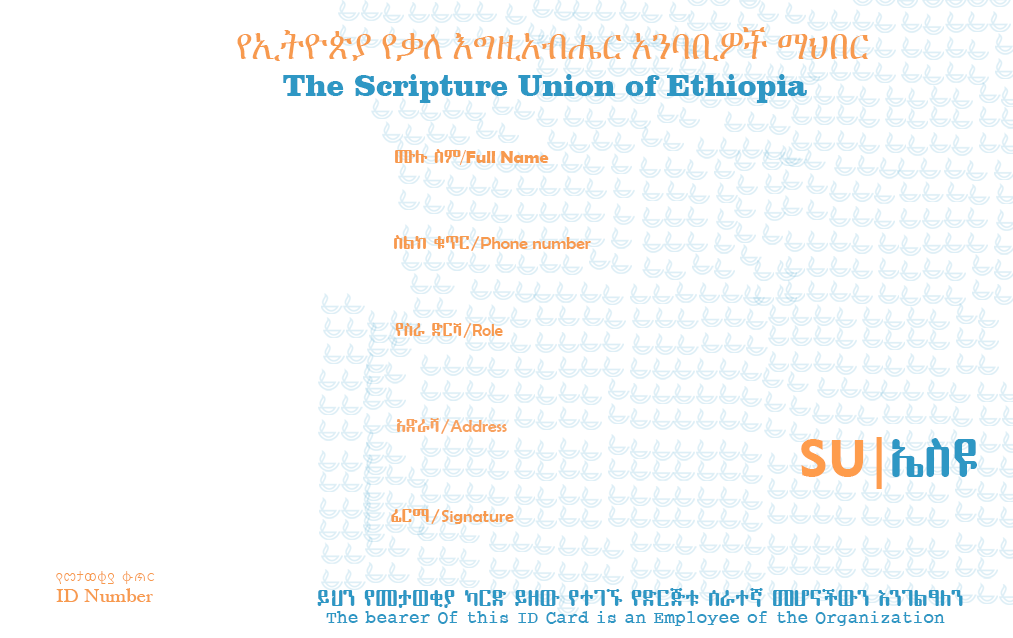 የኢትዮጵያ የቃለ እግዚአብሔር አንባቢዎች ማህበር
The Scripture Union of Ethiopia
ሙሉ ስም/Full Name
ስልክ ቁጥር/Phone number
የስራ ድርሻ/Role
አድራሻ/Address
SU|ኤስዩ
ፊርማ/Signature
የመታወቂያ ቁጥር
ID Number
ይህን የመታወቂያ ካርድ ይዘው የተገኙ የድርጅቱ ሰራተኛ መሆናቸውን እንገልፃለን
The bearer Of this ID Card is an Employee of the Organization